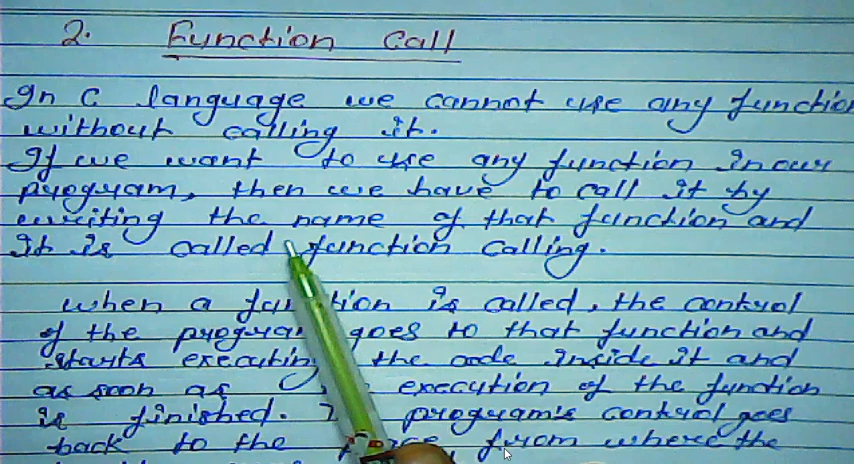 2. Function Call
In C language we cannot use any function
without calling it.
If we want to use any function in our
program, then we have to call it by
writing the name of that function and
it is called function calling.
when a function is called, the control
of the program goes to that function and
starts executing the code inside it and
as soon as execution of the function
is finished. program's control goes
back to the from where the